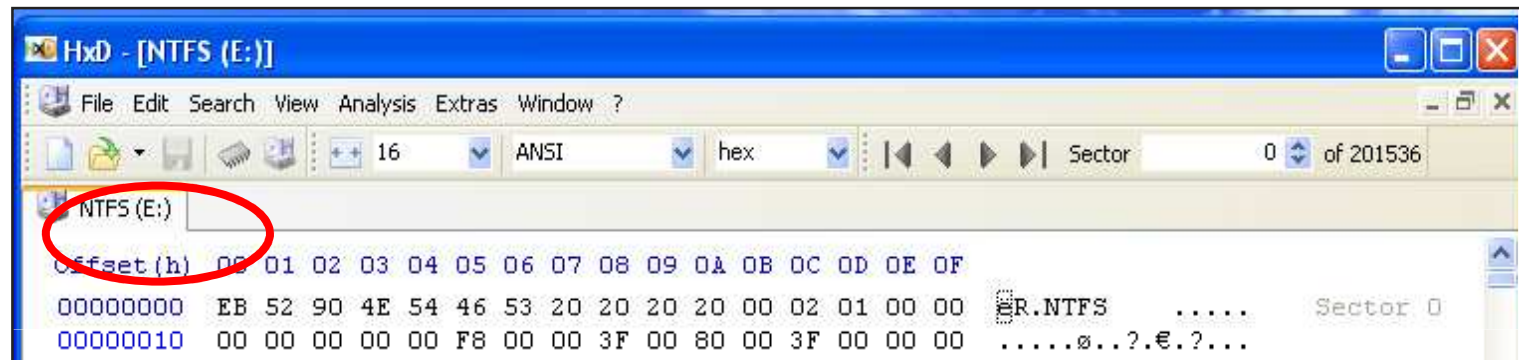 HxD - [NTFS (E:)]
File Edit Search View Analysis Extras Window ?
16 ANSI hex Sector 0 of 201536
NTFS (E:)
Offset(h) 00 01 02 03 04 05 06 07 08 09 0A 0B 0C 0D 0E 0F
00000000 EB 52 90 4E 54 46 53 20 20 20 20 00 02 01 00 00 ëR.NTFS ..... Sector 0
00000010 00 00 00 00 00 F8 00 00 3F 00 80 00 3F 00 00 00 .....ø..?.€.?...